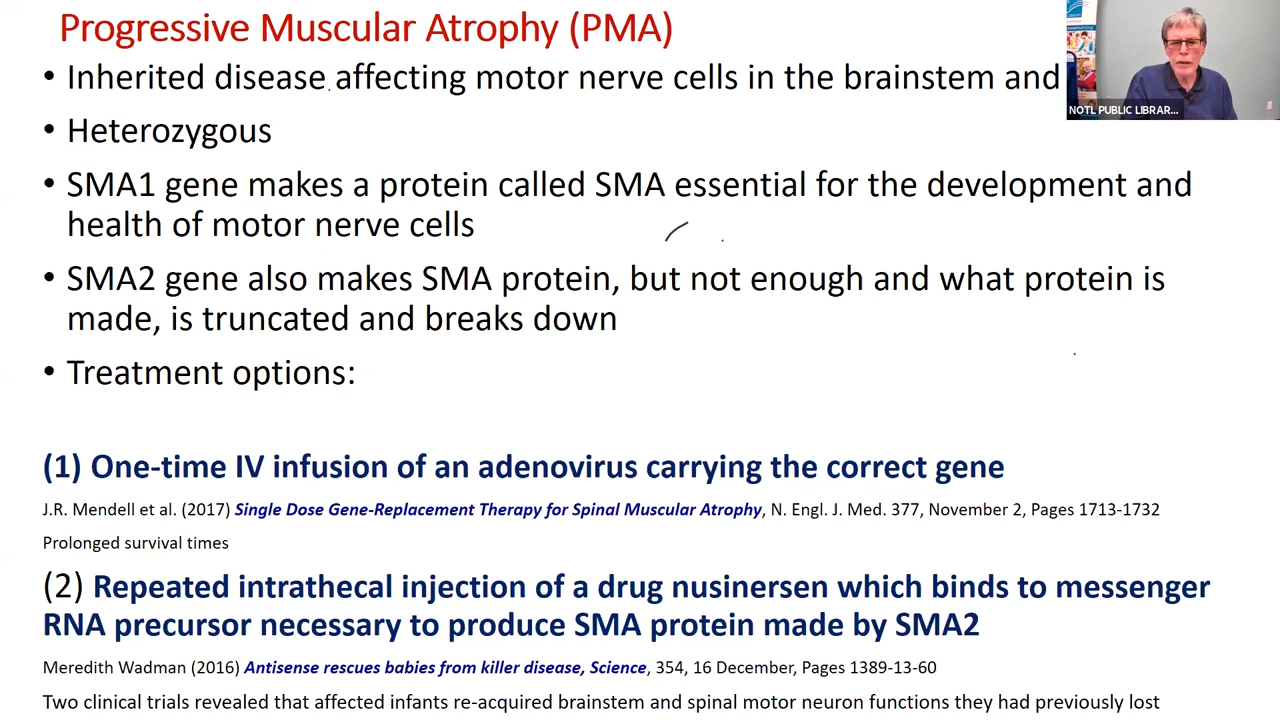 Progressive Muscular Atrophy (PMA)
• Inherited disease affecting motor nerve cells in the brainstem and
NOTL PUBLIC LIBRAR...
• Heterozygous
• SMA1 gene makes a protein called SMA essential for the development and
health of motor nerve cells
• SMA2 gene also makes SMA protein, but not enough and what protein is
made, is truncated and breaks down
• Treatment options:
(1) One-time IV infusion of an adenovirus carrying the correct gene
J.R. Mendell et al. (2017) Single Dose Gene-Replacement Therapy for Spinal Muscular Atrophy, N. Engl. J. Med. 377, November 2, Pages 1713-1732
Prolonged survival times
(2) Repeated intrathecal injection of a drug nusinersen which binds to messenger
RNA precursor necessary to produce SMA protein made by SMA2
Meredith Wadman (2016) Antisense rescues babies from killer disease, Science, 354, 16 December, Pages 1389-13-60
Two clinical trials revealed that affected infants re-acquired brainstem and spinal motor neuron functions they had previously lost